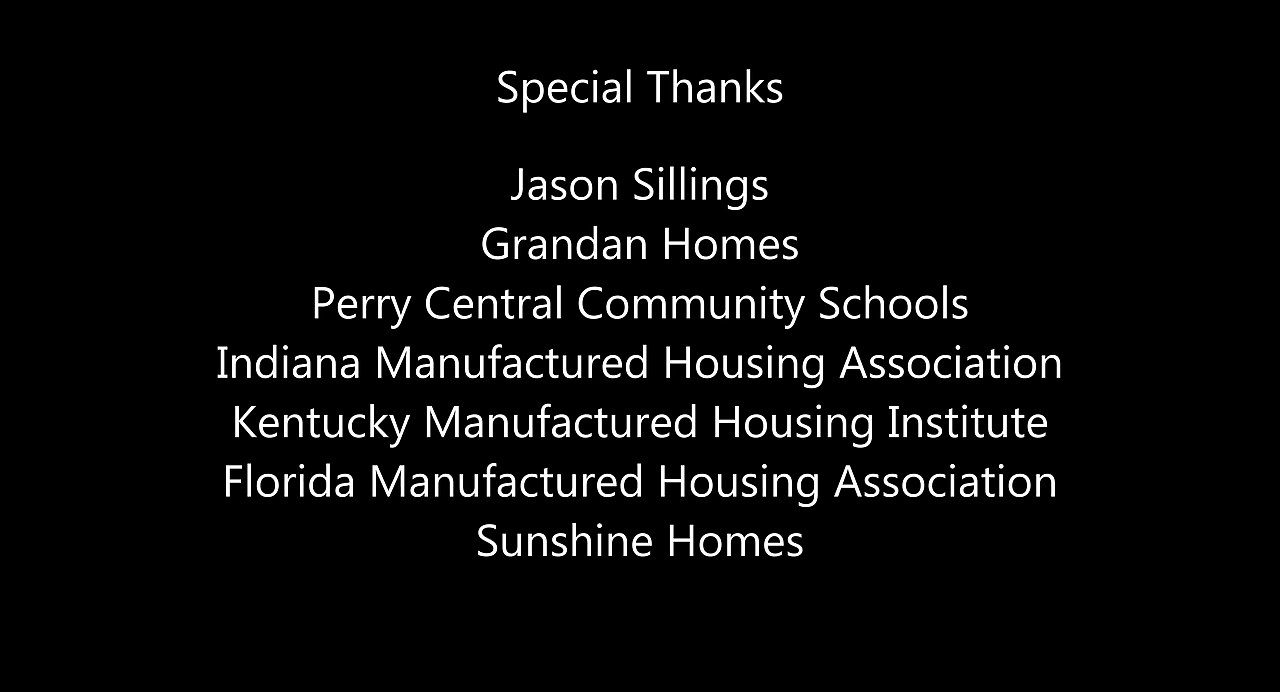 Special Thanks
Jason Sillings
Grandan Homes
Perry Central Community Schools
Indiana Manufactured Housing Association
Kentucky Manufactured Housing Institute
Florida Manufactured Housing Association
Sunshine Homes